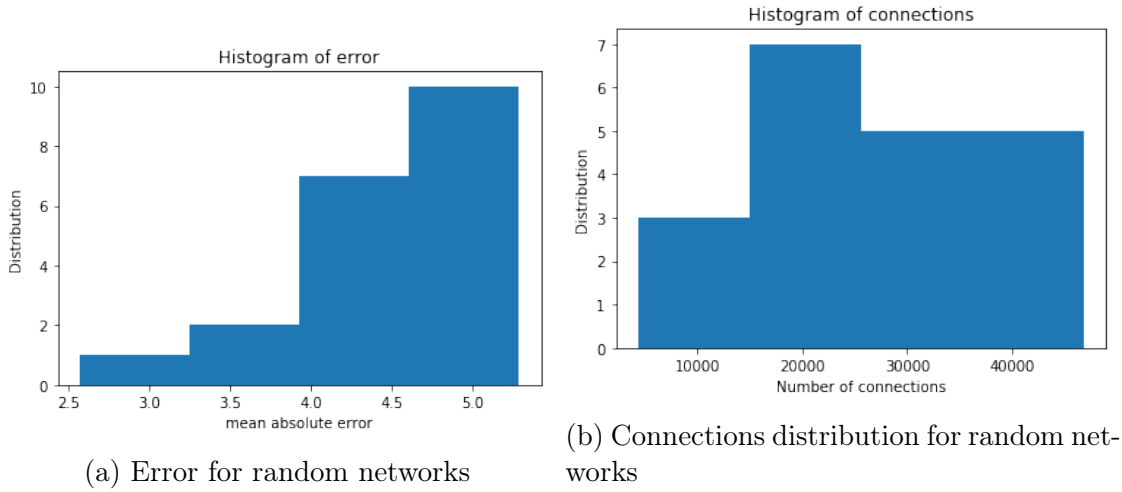 Histogram of error
10
8
6
4
2
0
Distribution
2.5 3.0 3.5 4.0 4.5 5.0
mean absolute error
(a) Error for random networks
Histogram of connections
7
6
5
4
3
2
1
0
Distribution
10000 20000 30000 40000
Number of connections
(b) Connections distribution for random net-
works